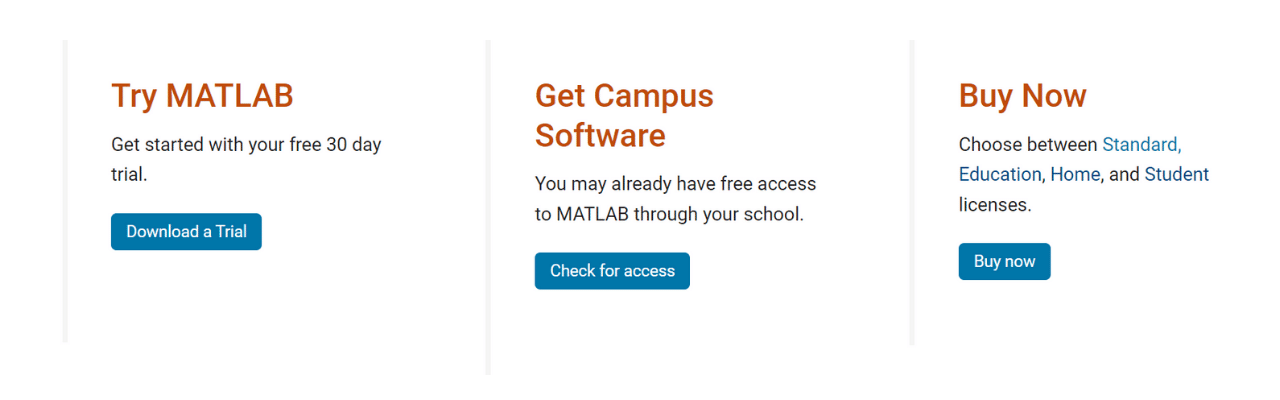 Try MATLAB
Get started with your free 30 day
trial.
Download a Trial
Get Campus
Software
You may already have free access
to MATLAB through your school.
Check for access
Buy Now
Choose between Standard,
Education, Home, and Student
licenses.
Buy now